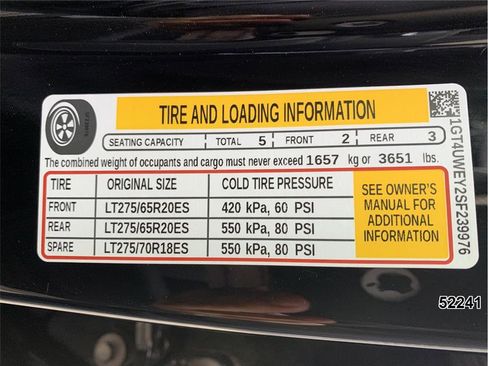 TIRE AND LOADING INFORMATION
SEATING CAPACITY TOTAL 5 FRONT 2 REAR 3
The combined weight of occupants and cargo must never exceed 1657 kg or 3651 lbs.
TIRE ORIGINAL SIZE COLD TIRE PRESSURE
FRONT LT275/65R20ES 420 kPa, 60 PSI
REAR LT275/65R20ES 550 kPa, 80 PSI
SPARE LT275/70R18ES 550 kPa, 80 PSI
SEE OWNER'S
MANUAL FOR
ADDITIONAL
INFORMATION
1GT4UWEY2SF239976
52241